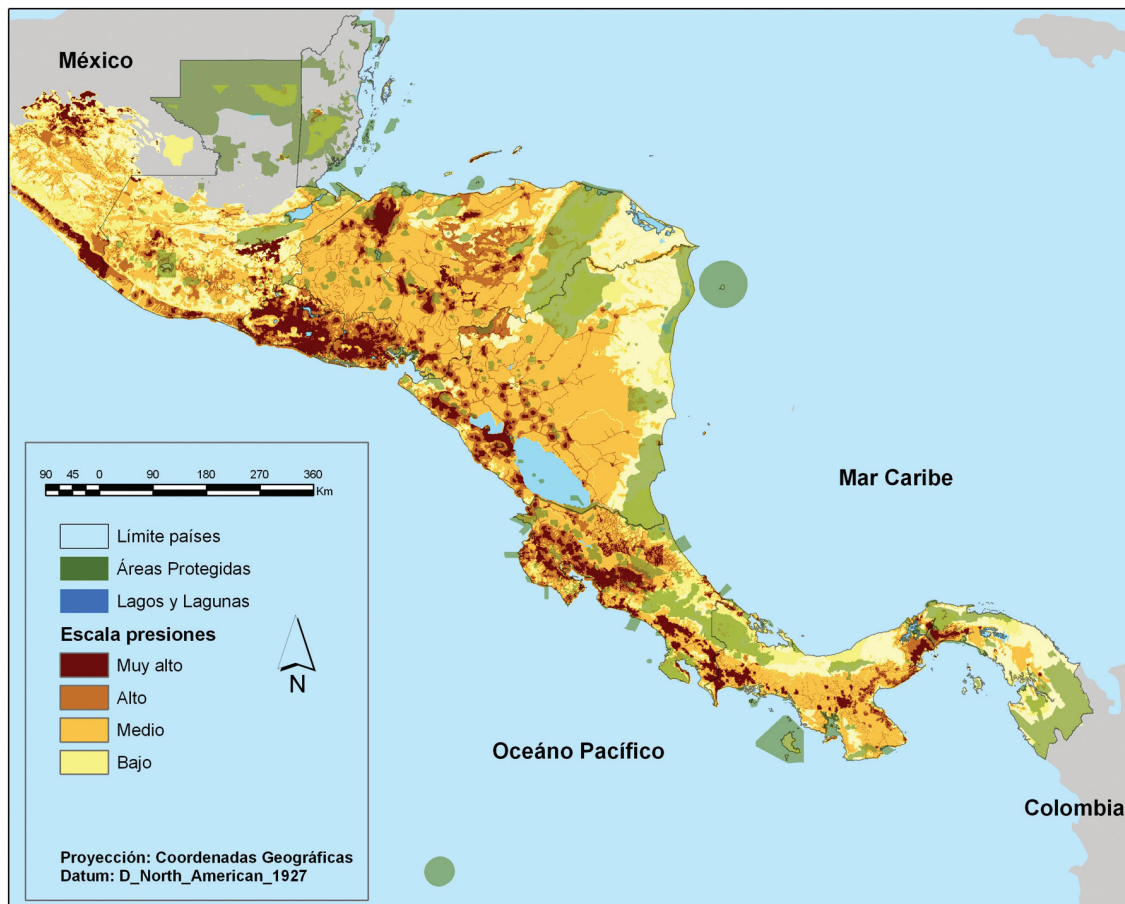 México
Mar Caribe
Oceáno Pacífico
Colombia
90 45 0 90 180 270 360
Km
Límite países
Áreas Protegidas
Lagos y Lagunas
Escala presiones
Muy alto
Alto
Medio
Bajo
N
Proyección: Coordenadas Geográficas
Datum: D_North_American_1927